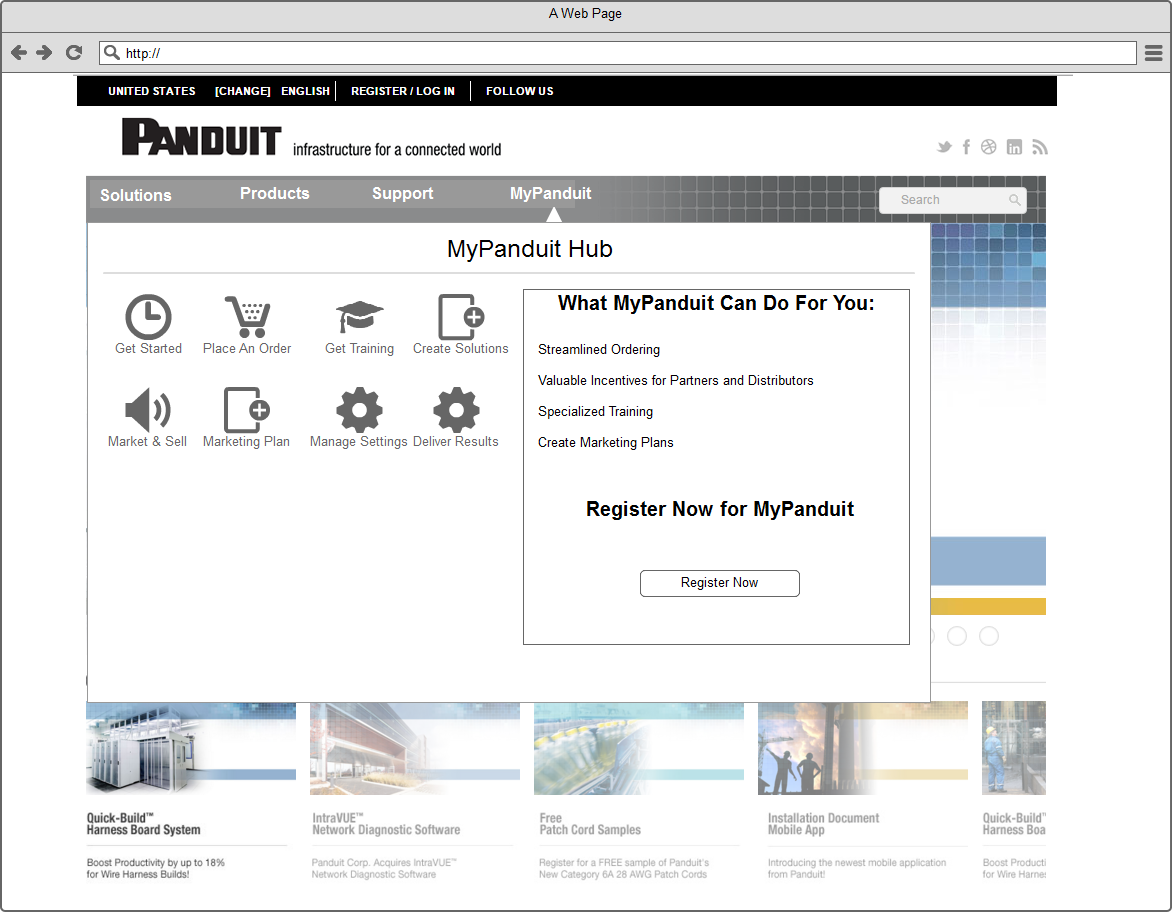 A Web Page
http://
UNITED STATES [CHANGE] ENGLISH REGISTER / LOG IN FOLLOW US
PANDUIT infrastructure for a connected world
Solutions Products Support MyPanduit Search
MyPanduit Hub
Get Started Place An Order Get Training Create Solutions
Market & Sell Marketing Plan Manage Settings Deliver Results
What MyPanduit Can Do For You:
Streamlined Ordering
Valuable Incentives for Partners and Distributors
Specialized Training
Create Marketing Plans
Register Now for MyPanduit
Register Now
Quick-Build™
Harness Board System
Boost Productivity by up to 18%
for Wire Harness Builds!
IntraVUE™
Network Diagnostic Software
Panduit Corp. Acquires IntraVUE™
Network Diagnostic Software
Free
Patch Cord Samples
Register for a FREE sample of Panduit's
New Category 6A 28 AWG Patch Cords
Installation Document
Mobile App
Introducing the newest mobile application
from Panduit!
Quick-Build™
Harness Boa
Boost Producti
for Wire Harne